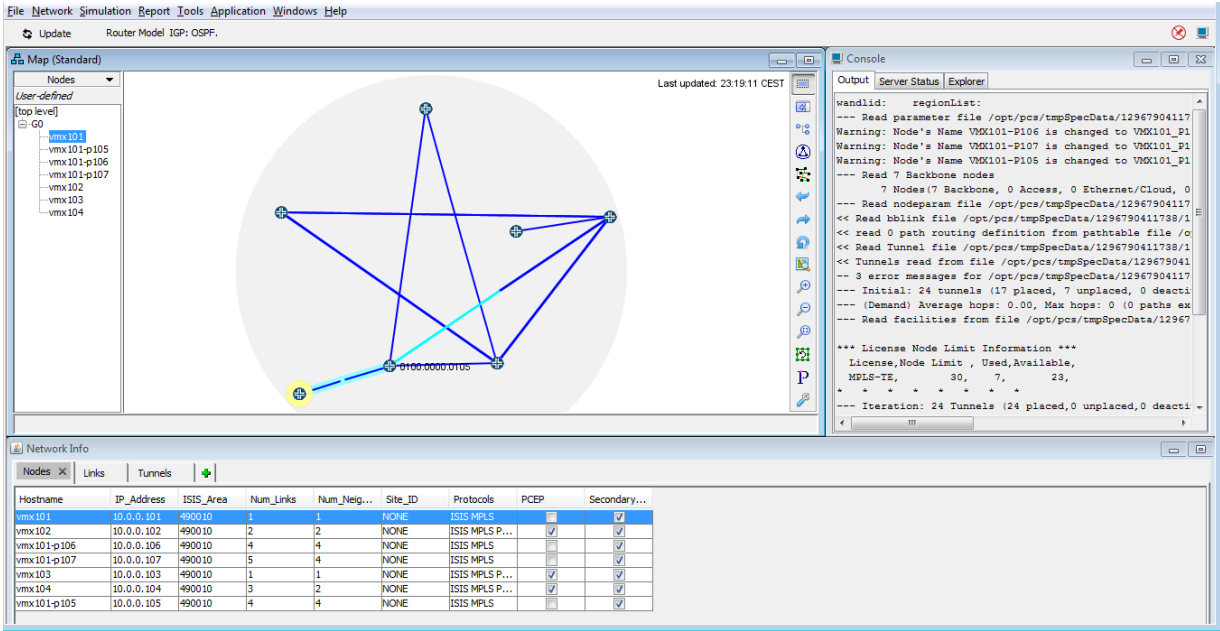 File Network Simulation Report Tools Application Windows Help
Update Router Model IGP: OSPF.
Map (Standard)
Nodes
User-defined
[top level]
G0
vmx101
vmx101-p105
vmx101-p106
vmx101-p107
vmx102
vmx103
vmx104
Last updated: 23:19:11 CEST
0100.0000.0105
P
Console
Output Server Status Explorer
wandlid: regionList:
--- Read parameter file /opt/pcs/tmpSpecData/12967904117
Warning: Node's Name VMX101-P106 is changed to VMX101_P1
Warning: Node's Name VMX101-P107 is changed to VMX101_P1
Warning: Node's Name VMX101-P105 is changed to VMX101_P1
--- Read 7 Backbone nodes
7 Nodes(7 Backbone, 0 Access, 0 Ethernet/Cloud, 0
--- Read nodeparam file /opt/pcs/tmpSpecData/12967904117
<< Read bblink file /opt/pcs/tmpSpecData/1296790411738/1
<< read 0 path routing definition from pathtable file /o
<< Read Tunnel file /opt/pcs/tmpSpecData/1296790411738/1
<< Tunnels read from file /opt/pcs/tmpSpecData/129679041
-- 3 error messages for /opt/pcs/tmpSpecData/12967904117
--- Initial: 24 tunnels (17 placed, 7 unplaced, 0 deacti
--- (Demand) Average hops: 0.00, Max hops: 0 (0 paths ex
--- Read facilities from file /opt/pcs/tmpSpecData/12967
*** License Node Limit Information ***
License,Node Limit , Used,Available,
MPLS-TE, 30, 7, 23,
* * * * * * *
--- Iteration: 24 Tunnels (24 placed,0 unplaced,0 deacti
Network Info
Nodes Links Tunnels
Hostname IP_Address ISIS_Area Num_Links Num_Neig... Site_ID Protocols PCEP Secondary...
vmx101 10.0.0.101 490010 1 1 NONE ISIS MPLS
vmx102 10.0.0.102 490010 2 2 NONE ISIS MPLS P...
vmx101-p106 10.0.0.106 490010 4 4 NONE ISIS MPLS
vmx101-p107 10.0.0.107 490010 5 4 NONE ISIS MPLS
vmx103 10.0.0.103 490010 1 1 NONE ISIS MPLS P...
vmx104 10.0.0.104 490010 3 2 NONE ISIS MPLS P...
vmx101-p105 10.0.0.105 490010 4 4 NONE ISIS MPLS